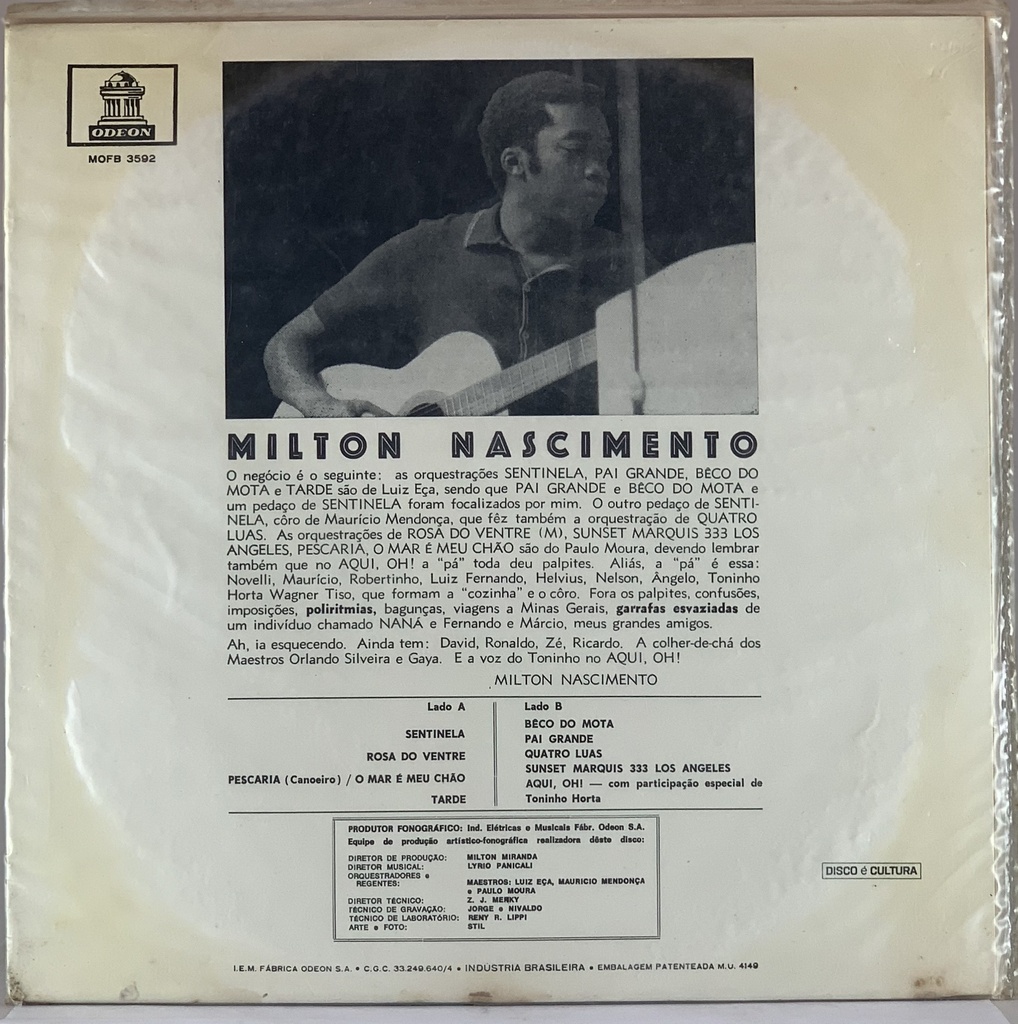 ODEON
MOFB 3592
MILTON NASCIMENTO
O negócio é o seguinte: as orquestrações SENTINELA, PAI GRANDE, BÊCO DO
MOTA e TARDE são de Luiz Eça, sendo que PAI GRANDE e BÊCO DO MOTA e
um pedaço de SENTINELA foram focalizados por mim. O outro pedaço de SENTI-
NELA, côro de Maurício Mendonça, que fêz também a orquestração de QUATRO
LUAS. As orquestrações de ROSA DO VENTRE (M), SUNSET MARQUIS 333 LOS
ANGELES, PESCARIA, O MAR É MEU CHÃO são do Paulo Moura, devendo lembrar
também que no AQUI, OH! a "pá" toda deu palpites. Aliás, a "pá" é essa:
Novelli, Maurício, Robertinho, Luiz Fernando, Helvius, Nelson, Ângelo, Toninho
Horta Wagner Tiso, que formam a "cozinha" e o côro. Fora os palpites, confusões,
imposições, poliritmias, bagunças, viagens a Minas Gerais, garrafas esvaziadas de
um indivíduo chamado NANÁ e Fernando e Márcio, meus grandes amigos.
Ah, ia esquecendo. Ainda tem: David, Ronaldo, Zé, Ricardo. A colher-de-chá dos
Maestros Orlando Silveira e Gaya. E a voz do Toninho no AQUI, OH!
MILTON NASCIMENTO
Lado A
SENTINELA
ROSA DO VENTRE
PESCARIA (Canoeiro) / O MAR É MEU CHÃO
TARDE
Lado B
BÊCO DO MOTA
PAI GRANDE
QUATRO LUAS
SUNSET MARQUIS 333 LOS ANGELES
AQUI, OH! — com participação especial de
Toninho Horta
PRODUTOR FONOGRÁFICO: Ind. Elétricas e Musicais Fábr. Odeon S.A.
Equipe de produção artístico-fonográfica realizadora dêste disco:
DIRETOR DE PRODUÇÃO: MILTON MIRANDA
DIRETOR MUSICAL: LYRIO PANICALI
ORQUESTRADORES e
REGENTES: MAESTROS: LUIZ EÇA, MAURICIO MENDONÇA
e PAULO MOURA
DIRETOR TÉCNICO: Z. J. MERKY
TÉCNICO DE GRAVAÇÃO: JORGE e NIVALDO
TÉCNICO DE LABORATÓRIO: RENY R. LIPPI
ARTE e FOTO: STIL
DISCO é CULTURA
I.E.M. FÁBRICA ODEON S.A. • C.G.C. 33.249.640/4 • INDÚSTRIA BRASILEIRA • EMBALAGEM PATENTEADA M.U. 4149